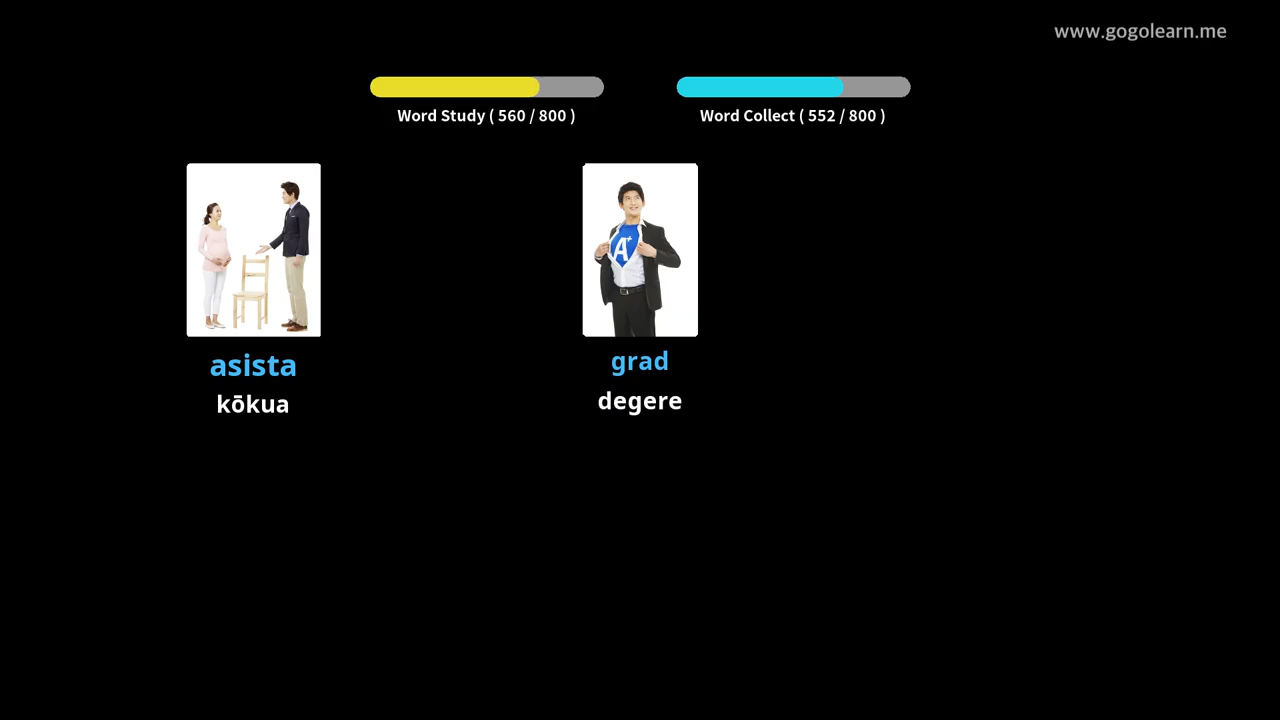 www.gogolearn.me
Word Study ( 560 / 800 )
Word Collect ( 552 / 800 )
A+
asista
kōkua
grad
degere